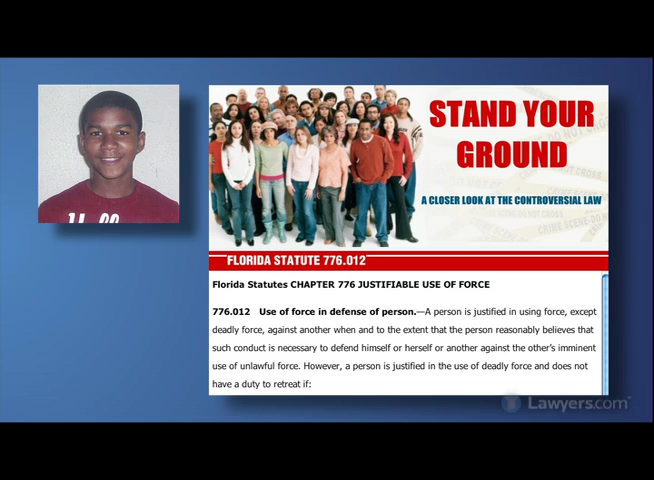 STAND YOUR
GROUND
A CLOSER LOOK AT THE CONTROVERSIAL LAW
FLORIDA STATUTE 776.012
Florida Statutes CHAPTER 776 JUSTIFIABLE USE OF FORCE
776.012 Use of force in defense of person.—A person is justified in using force, except
deadly force, against another when and to the extent that the person reasonably believes that
such conduct is necessary to defend himself or herself or another against the other's imminent
use of unlawful force. However, a person is justified in the use of deadly force and does not
have a duty to retreat if:
Lawyers.com